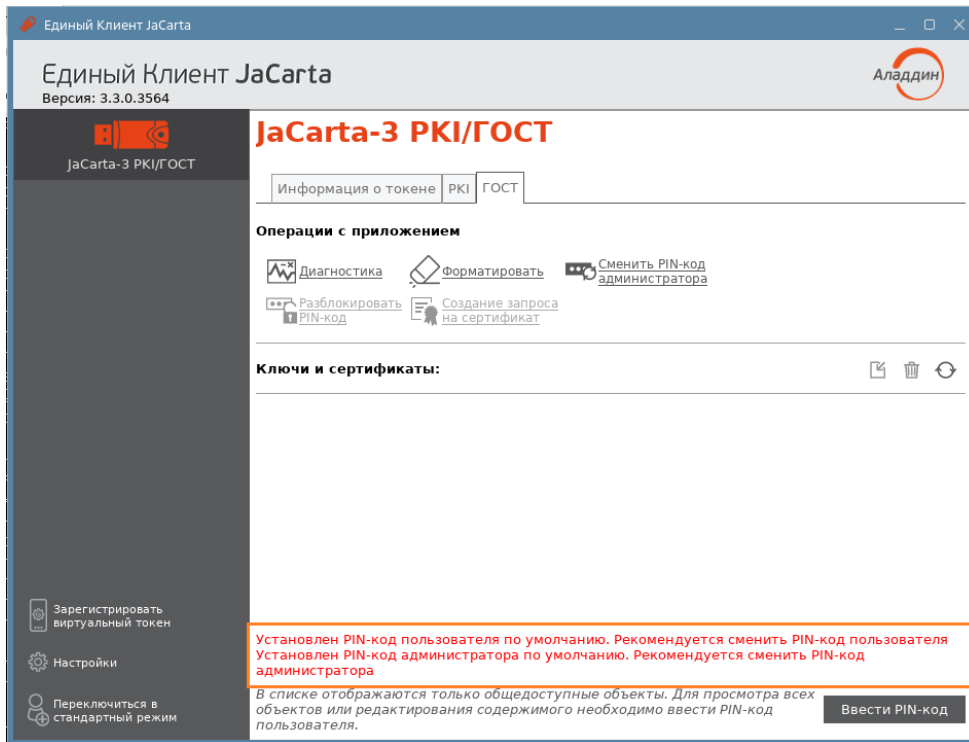 Единый Клиент JaCarta
Единый Клиент JaCarta
Версия: 3.3.0.3564
Аладдин
JaCarta-3 PKI/ГОСТ
JaCarta-3 PKI/ГОСТ
Информация о токене PKI ГОСТ
Операции с приложением
Диагностика
Форматировать
Сменить PIN-код
администратора
Разблокировать
PIN-код
Создание запроса
на сертификат
Ключи и сертификаты:
Зарегистрировать
виртуальный токен
Настройки
Переключиться в
стандартный режим
Установлен PIN-код пользователя по умолчанию. Рекомендуется сменить PIN-код пользователя
Установлен PIN-код администратора по умолчанию. Рекомендуется сменить PIN-код
администратора
В списке отображаются только общедоступные объекты. Для просмотра всех
объектов или редактирования содержимого необходимо ввести PIN-код
пользователя.
Ввести PIN-код